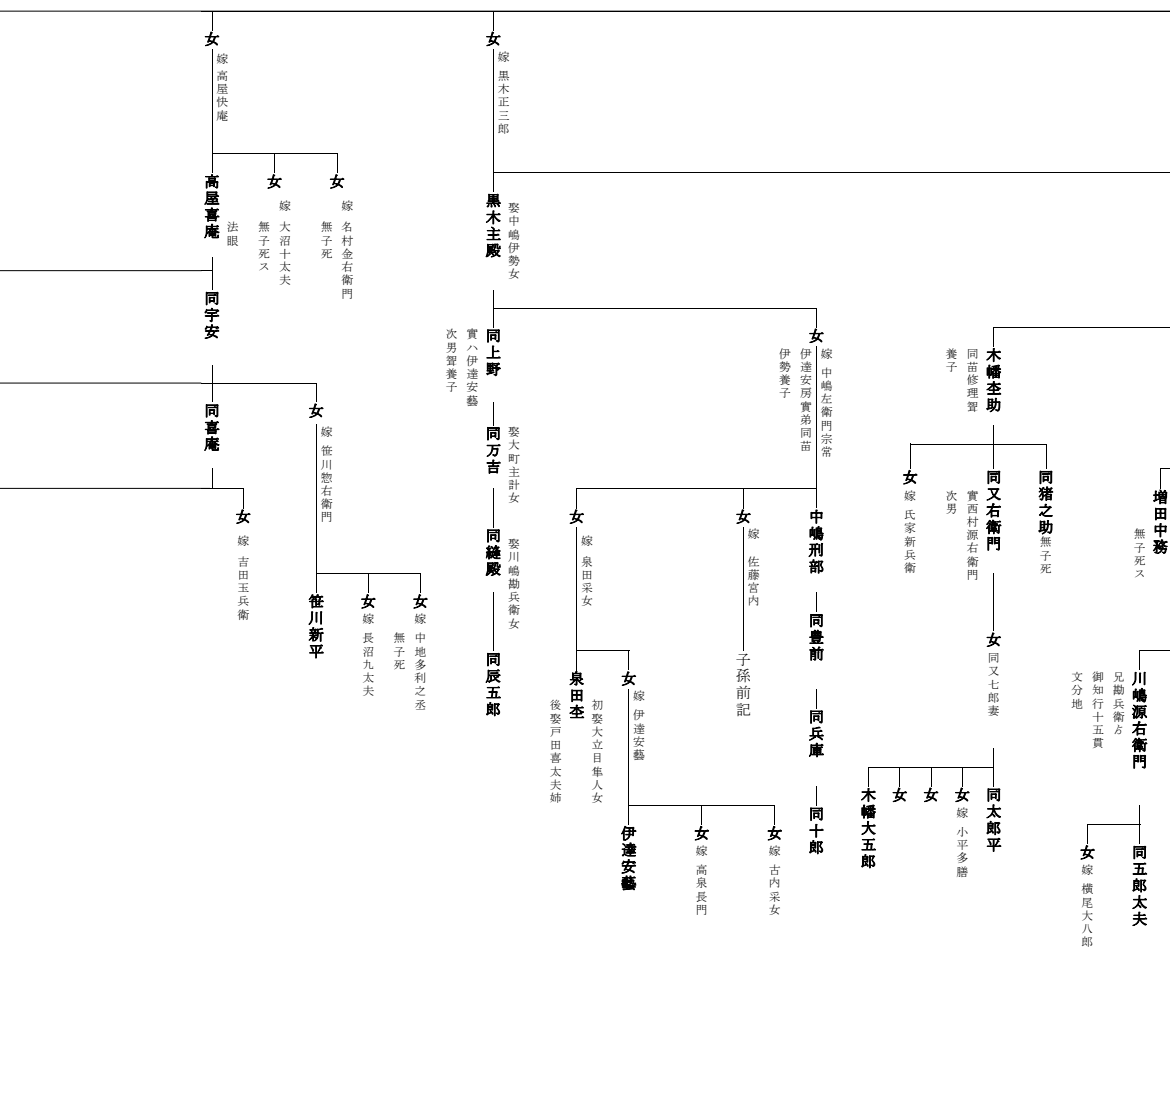 女
嫁 高屋快庵
女
嫁 名村金右衛門
無子死
女
嫁 大沼十太夫
無子死ス
高屋喜庵
法眼
同宇安
女
嫁 笹川惣右衛門
同喜庵
女
嫁 吉田玉兵衛
女
嫁 中地多利之丞
無子死
女
嫁 長沼九太夫
笹川新平
女
嫁 黒木正三郎
黒木主殿
娶中嶋伊勢女
同上野
實ハ伊達安藝
次男聟養子
同万吉
娶大町主計女
同縫殿
娶川嶋勘兵衛女
同辰五郎
女
嫁 中嶋左衛門宗常
伊達安房實弟同苗
伊勢養子
中嶋刑部
同豊前
同兵庫
同十郎
女
嫁 佐藤宮内
子孫前記
女
嫁 泉田采女
女
嫁 伊達安藝
泉田杢
初娶大立目隼人女
後娶戸田喜太夫姉
女
嫁 古内采女
女
嫁 高泉長門
伊達安藝
木幡杢助
同苗修理聟
養子
同猪之助
無子死
同又右衛門
實西村源右衛門
次男
女
嫁 氏家新兵衛
女
同又七郎妻
同太郎平
女
嫁 小平多膳
女
女
木幡大五郎
増田中務
無子死ス
川嶋源右衛門
兄勘兵衛ゟ
御知行十五貫
文分地
同五郎太夫
女
嫁 横尾大八郎